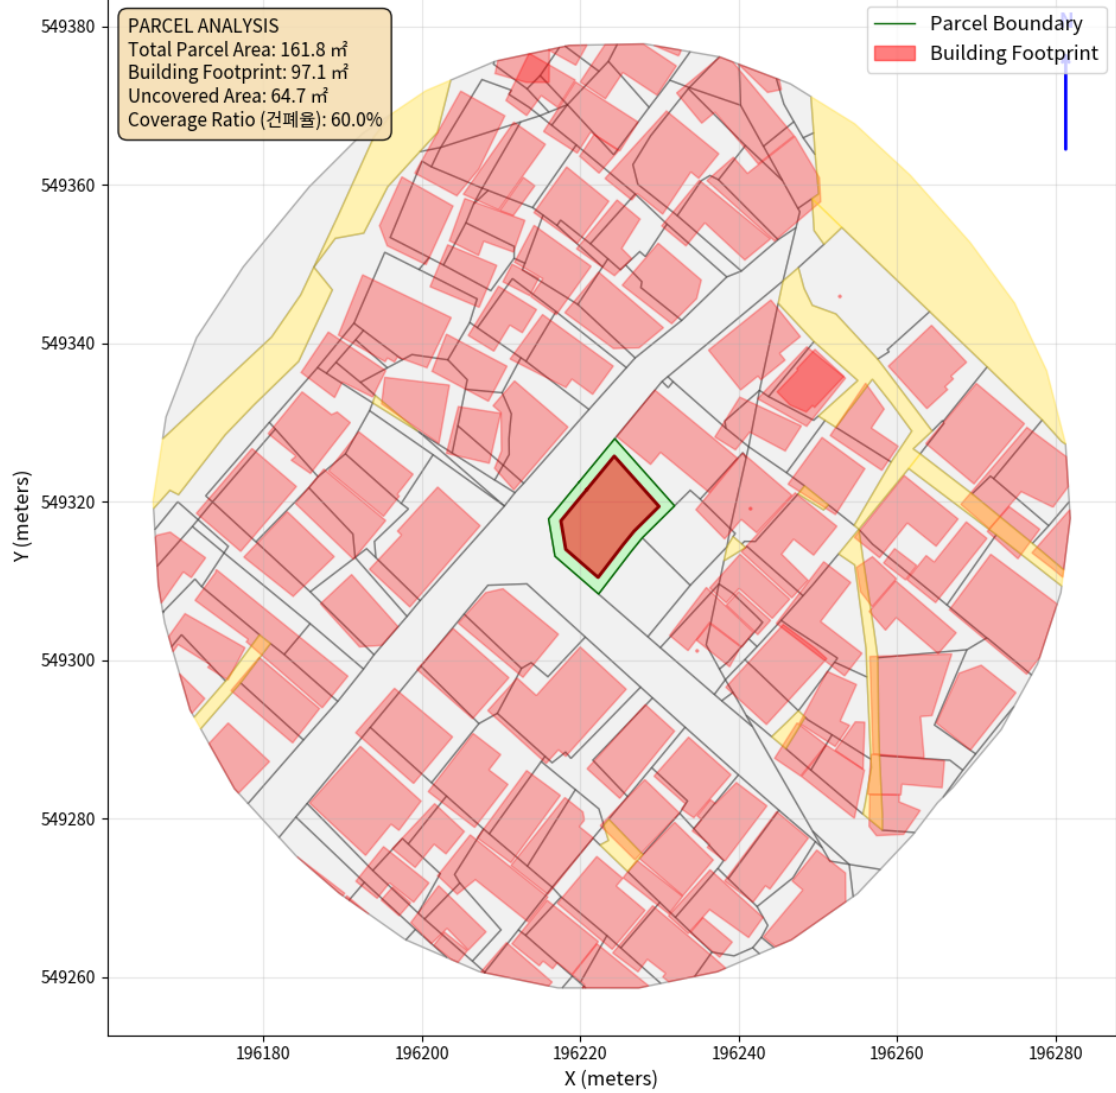 PARCEL ANALYSIS
Total Parcel Area: 161.8 ㎡
Building Footprint: 97.1 ㎡
Uncovered Area: 64.7 ㎡
Coverage Ratio (건폐율): 60.0%
N
Parcel Boundary
Building Footprint
549380
549360
549340
549320
549300
549280
549260
Y (meters)
196180
196200
196220
196240
196260
196280
X (meters)